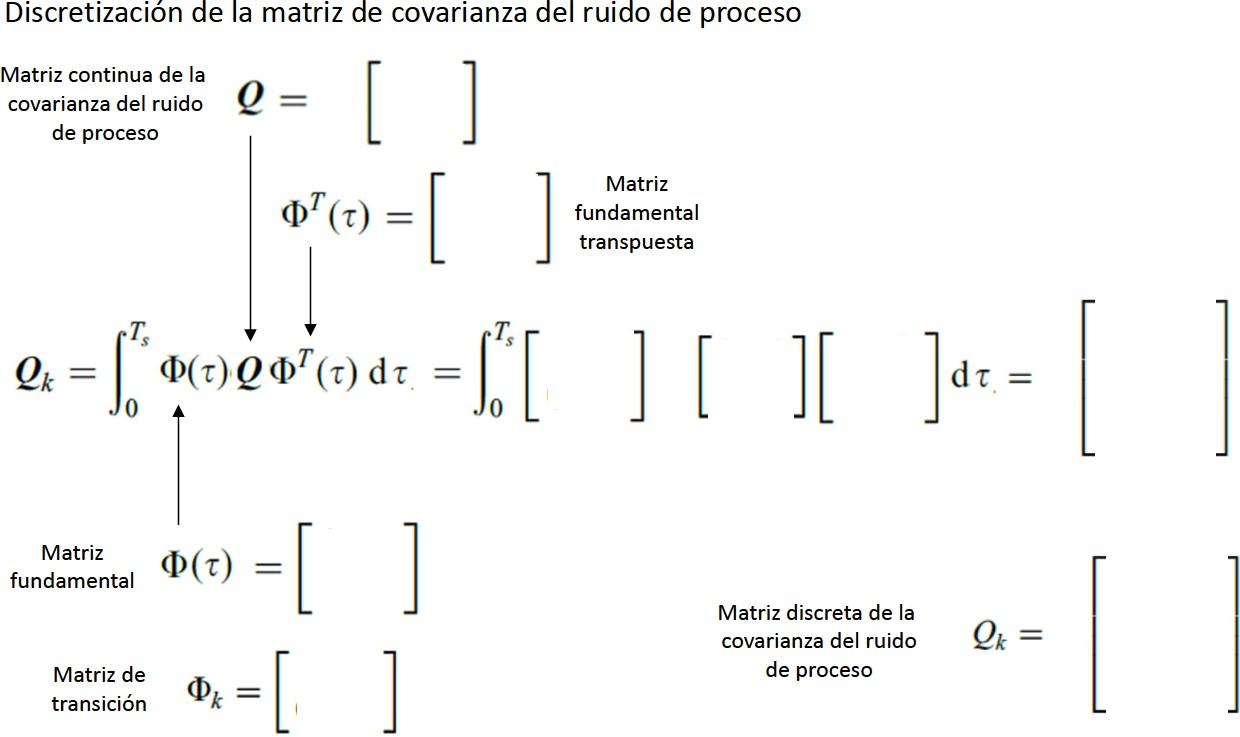 Discretización de la matriz de covarianza del ruido de proceso
Matriz continua de la
covarianza del ruido
de proceso
Q = [ ]
Φ^T(τ) = [ ]
Matriz
fundamental
transpuesta
Q_k = ∫_0^{T_s} Φ(τ) Q Φ^T(τ) dτ = ∫_0^{T_s} [ ] [ ] [ ] dτ = [ ]
Matriz
fundamental
Φ(τ) = [ ]
Matriz de
transición
Φ_k = [ ]
Matriz discreta de la
covarianza del ruido
de proceso
Q_k = [ ]